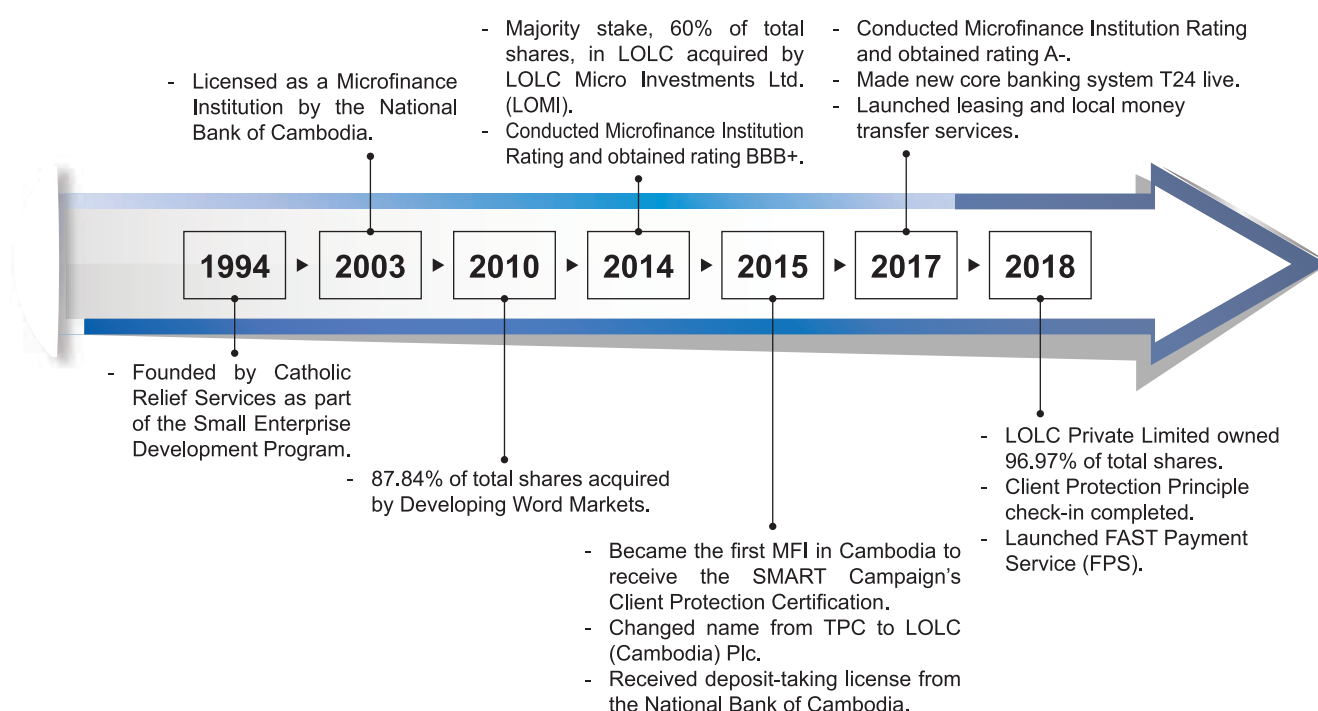 - Majority stake, 60% of total
shares, in LOLC acquired by
LOLC Micro Investments Ltd.
(LOMI).
- Conducted Microfinance Institution
Rating and obtained rating BBB+.
- Conducted Microfinance Institution Rating
and obtained rating A-.
- Made new core banking system T24 live.
- Launched leasing and local money
transfer services.
- Licensed as a Microfinance
Institution by the National
Bank of Cambodia.
1994
2003
2010
2014
2015
2017
2018
- Founded by Catholic
Relief Services as part
of the Small Enterprise
Development Program.
- 87.84% of total shares acquired
by Developing Word Markets.
- Became the first MFI in Cambodia to
receive the SMART Campaign’s
Client Protection Certification.
- Changed name from TPC to LOLC
(Cambodia) Plc.
- Received deposit-taking license from
the National Bank of Cambodia.
- LOLC Private Limited owned
96.97% of total shares.
- Client Protection Principle
check-in completed.
- Launched FAST Payment
Service (FPS).